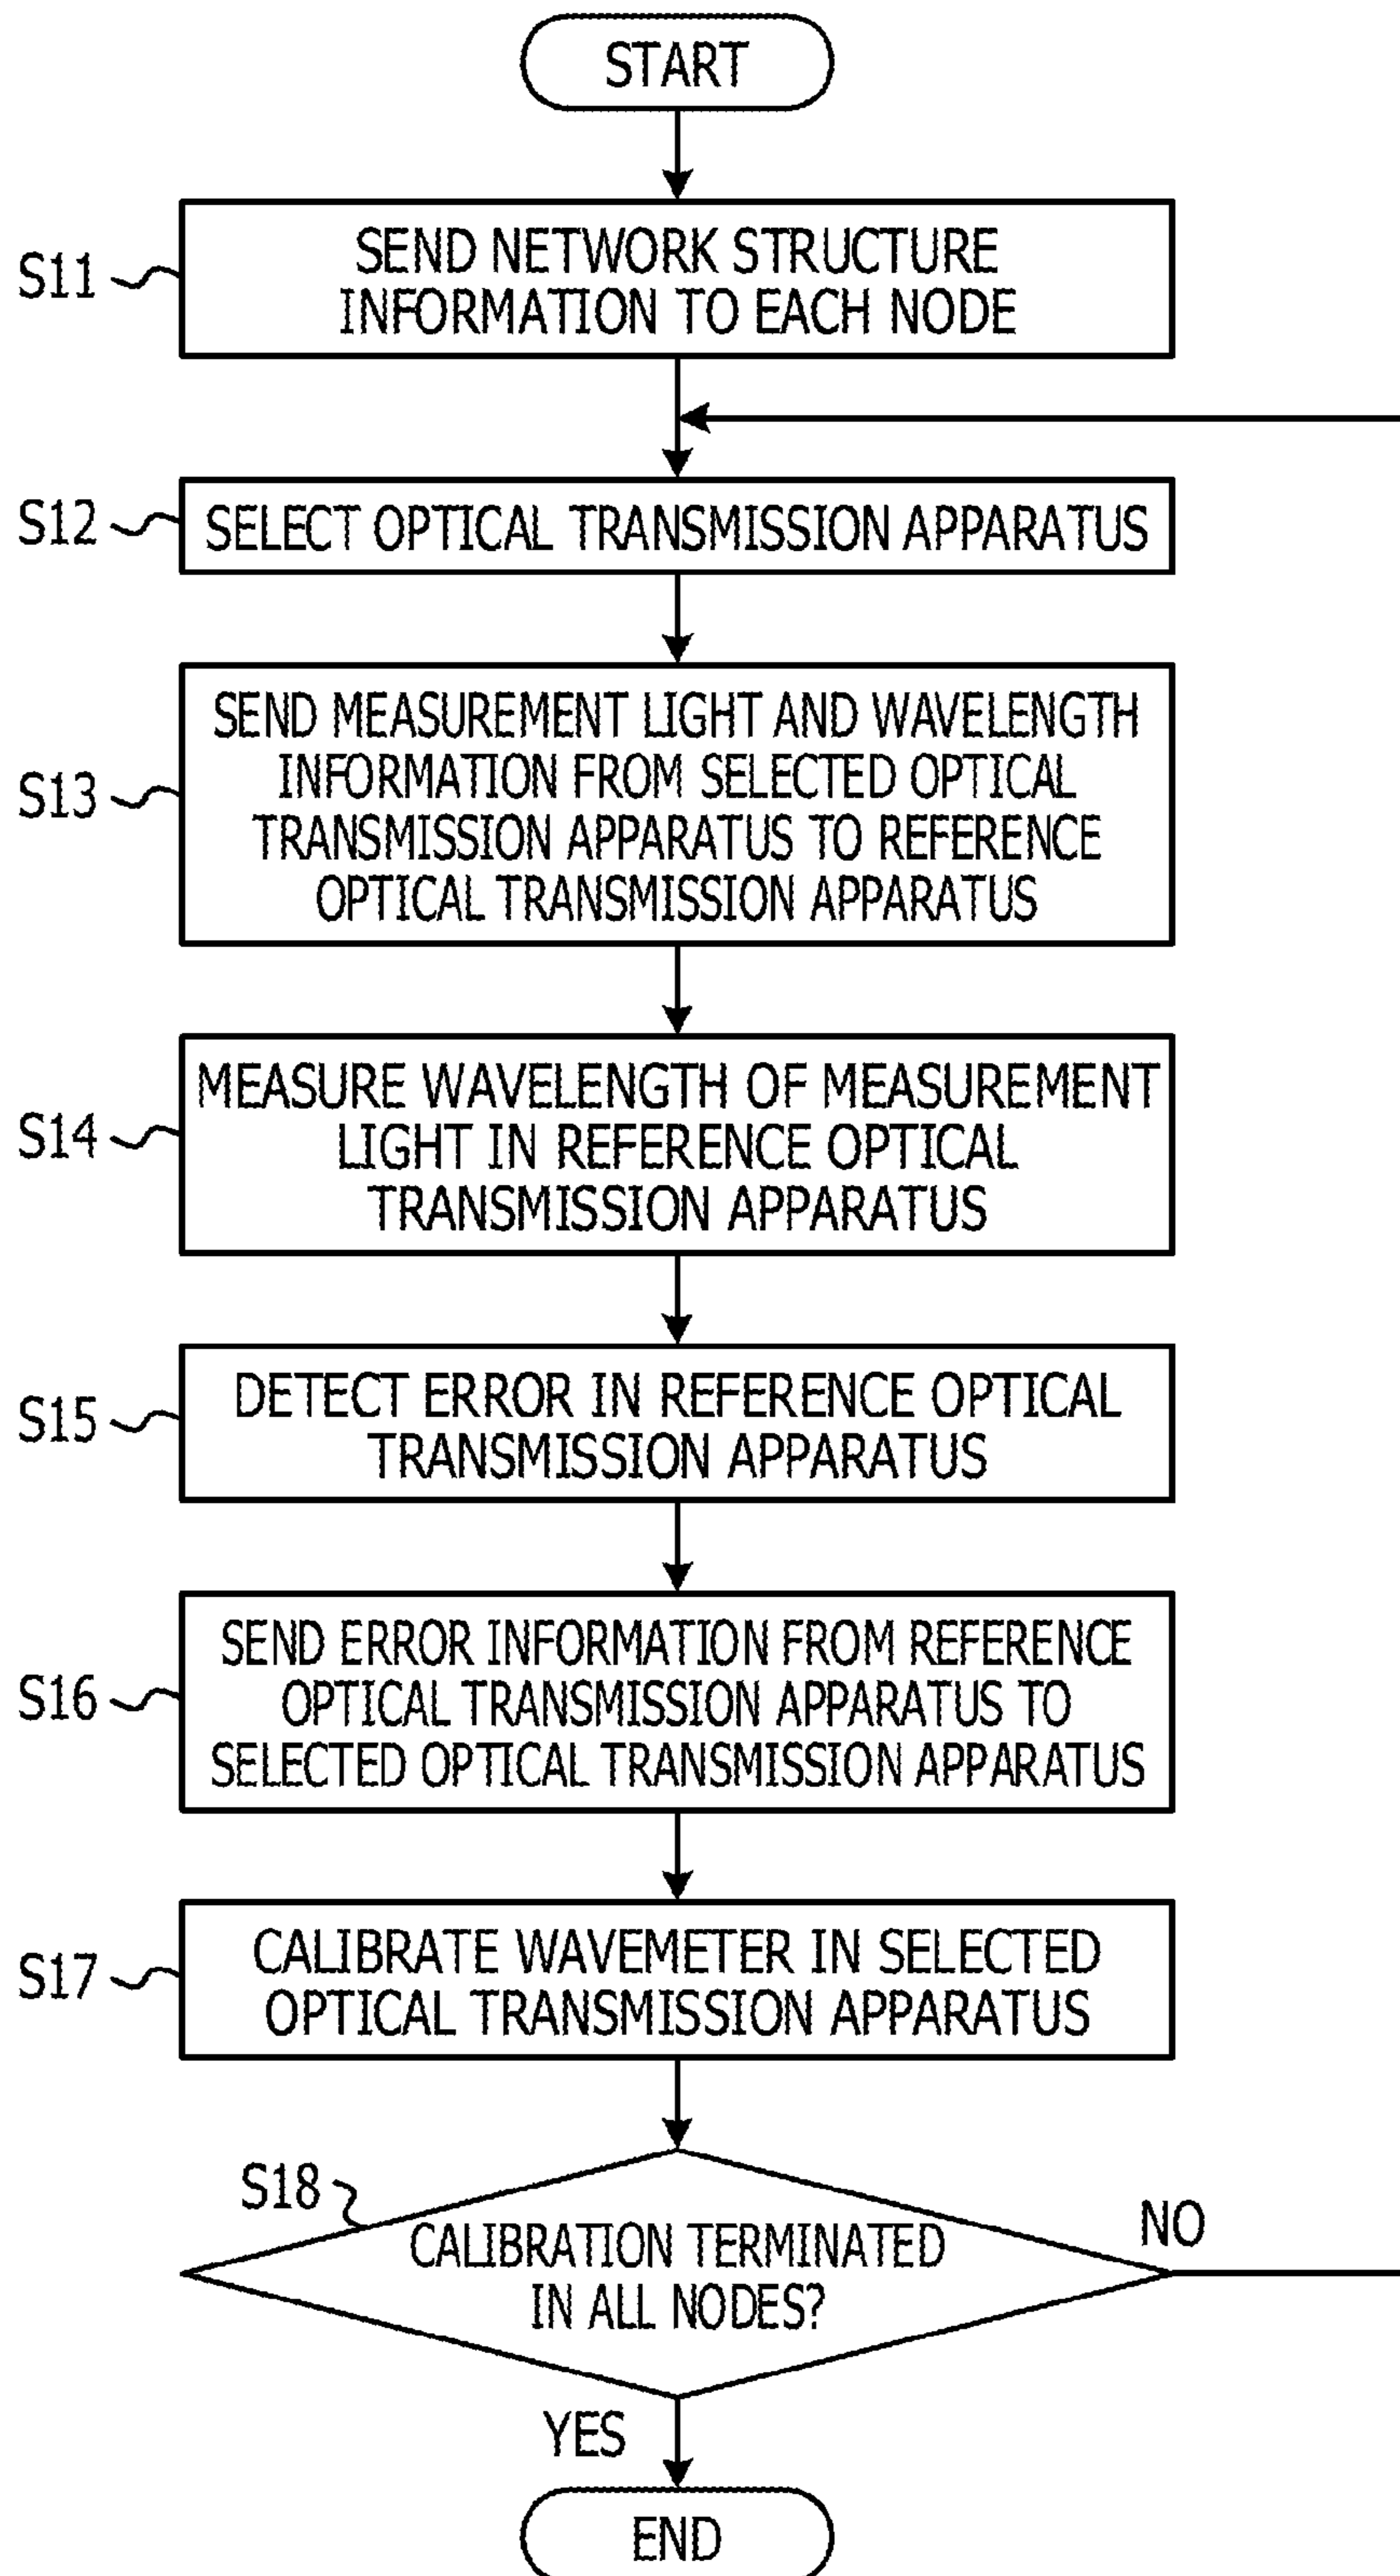 START
S11
SEND NETWORK STRUCTURE
INFORMATION TO EACH NODE
S12
SELECT OPTICAL TRANSMISSION APPARATUS
S13
SEND MEASUREMENT LIGHT AND WAVELENGTH
INFORMATION FROM SELECTED OPTICAL
TRANSMISSION APPARATUS TO REFERENCE
OPTICAL TRANSMISSION APPARATUS
S14
MEASURE WAVELENGTH OF MEASUREMENT
LIGHT IN REFERENCE OPTICAL
TRANSMISSION APPARATUS
S15
DETECT ERROR IN REFERENCE OPTICAL
TRANSMISSION APPARATUS
S16
SEND ERROR INFORMATION FROM REFERENCE
OPTICAL TRANSMISSION APPARATUS TO
SELECTED OPTICAL TRANSMISSION APPARATUS
S17
CALIBRATE WAVEMETER IN SELECTED
OPTICAL TRANSMISSION APPARATUS
S18
CALIBRATION TERMINATED
IN ALL NODES?
NO
YES
END